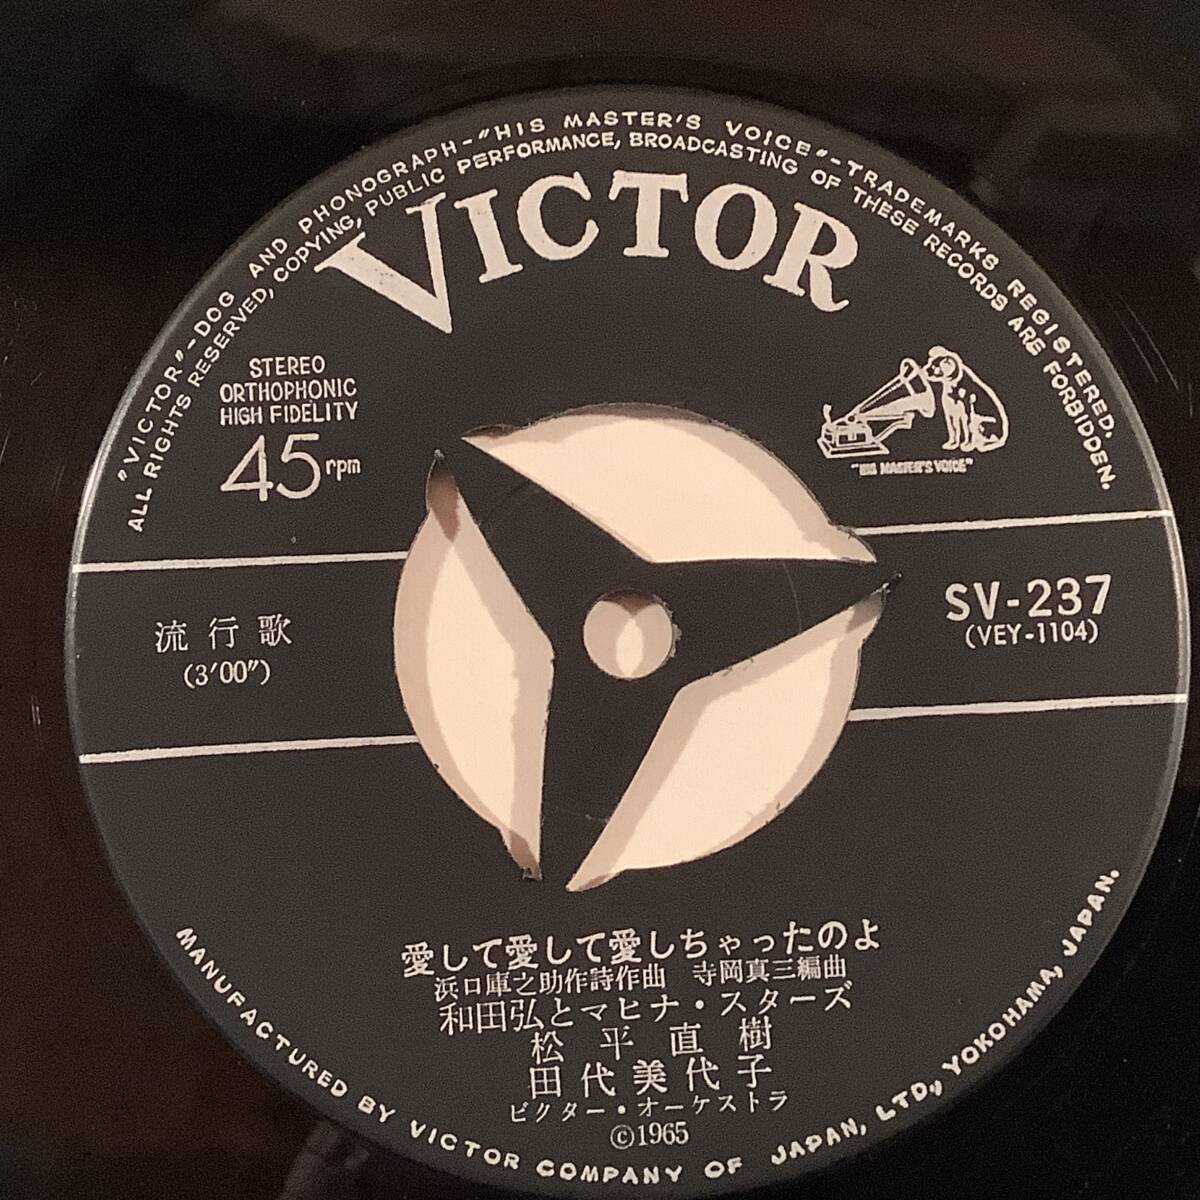 "VICTOR"-DOG AND PHONOGRAPH-"HIS MASTER'S VOICE"-TRADEMARKS REGISTERED.
ALL RIGHTS RESERVED, COPYING, PUBLIC PERFORMANCE, BROADCASTING OF THESE RECORDS ARE FORBIDDEN.
VICTOR
STEREO
ORTHOPHONIC
HIGH FIDELITY
45 rpm
"HIS MASTER'S VOICE"
流行歌
(3'00")
SV-237
(VEY-1104)
愛して愛して愛しちゃったのよ
浜口庫之助作詩作曲 寺岡真三編曲
和田弘とマヒナ・スターズ
松平直樹
田代美代子
ビクター・オーケストラ
©1965
MANUFACTURED BY VICTOR COMPANY OF JAPAN, LTD., YOKOHAMA, JAPAN.